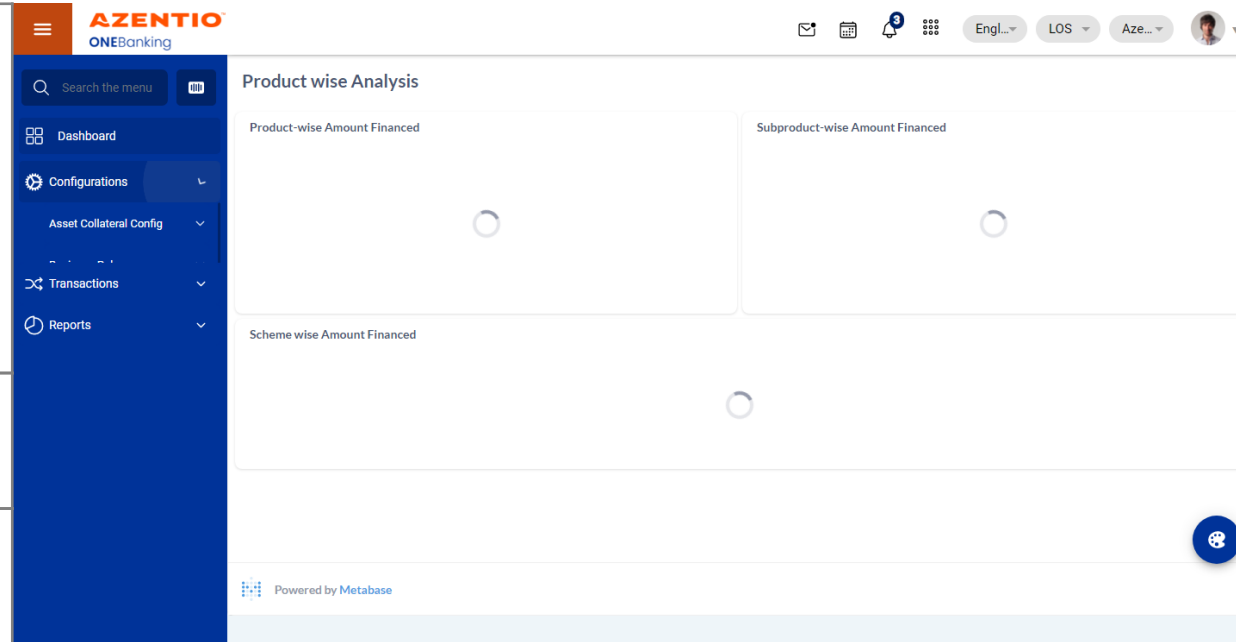 AZENTIO
ONEBanking
3
Engl...
LOS
Aze...
Search the menu
Dashboard
Configurations
Asset Collateral Config
Transactions
Reports
Product wise Analysis
Product-wise Amount Financed
Subproduct-wise Amount Financed
Scheme wise Amount Financed
Powered by Metabase